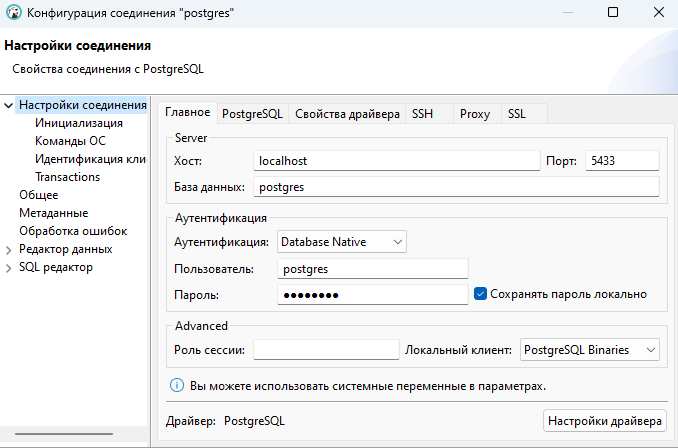 Конфигурация соединения "postgres"
Настройки соединения
Свойства соединения с PostgreSQL
Настройки соединения
Инициализация
Команды ОС
Идентификация кли
Transactions
Общее
Метаданные
Обработка ошибок
Редактор данных
SQL редактор
Главное PostgreSQL Свойства драйвера SSH Proxy SSL
Server
Хост: localhost Порт: 5433
База данных: postgres
Аутентификация
Аутентификация: Database Native
Пользователь: postgres
Пароль: •••••••• Сохранять пароль локально
Advanced
Роль сессии: Локальный клиент: PostgreSQL Binaries
Вы можете использовать системные переменные в параметрах.
Драйвер: PostgreSQL Настройки драйвера